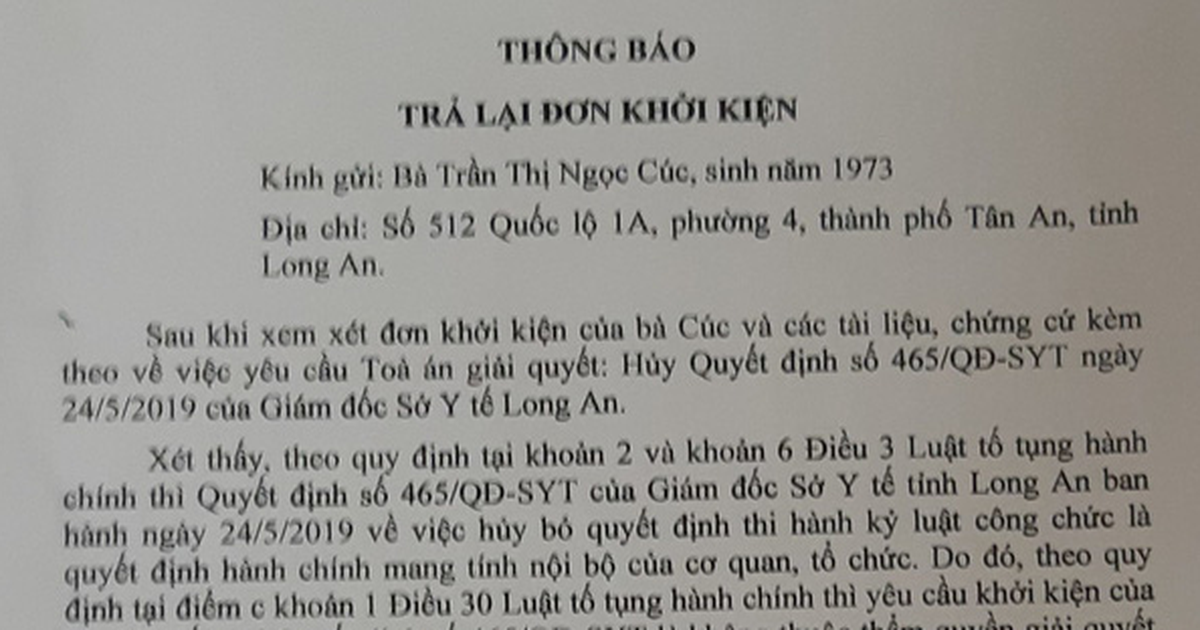 THÔNG BÁO
TRẢ LẠI ĐƠN KHỞI KIỆN
Kính gửi: Bà Trần Thị Ngọc Cúc, sinh năm 1973
Địa chỉ: Số 512 Quốc lộ 1A, phường 4, thành phố Tân An, tỉnh
Long An.
Sau khi xem xét đơn khởi kiện của bà Cúc và các tài liệu, chứng cứ kèm
theo về việc yêu cầu Toà án giải quyết: Hủy Quyết định số 465/QĐ-SYT ngày
24/5/2019 của Giám đốc Sở Y tế Long An.
Xét thấy, theo quy định tại khoản 2 và khoản 6 Điều 3 Luật tố tụng hành
chính thì Quyết định số 465/QĐ-SYT của Giám đốc Sở Y tế tỉnh Long An ban
hành ngày 24/5/2019 về việc hủy bỏ quyết định thi hành kỷ luật công chức là
quyết định hành chính mang tính nội bộ của cơ quan, tổ chức. Do đó, theo quy
định tại điểm c khoản 1 Điều 30 Luật tố tụng hành chính thì yêu cầu khởi kiện của